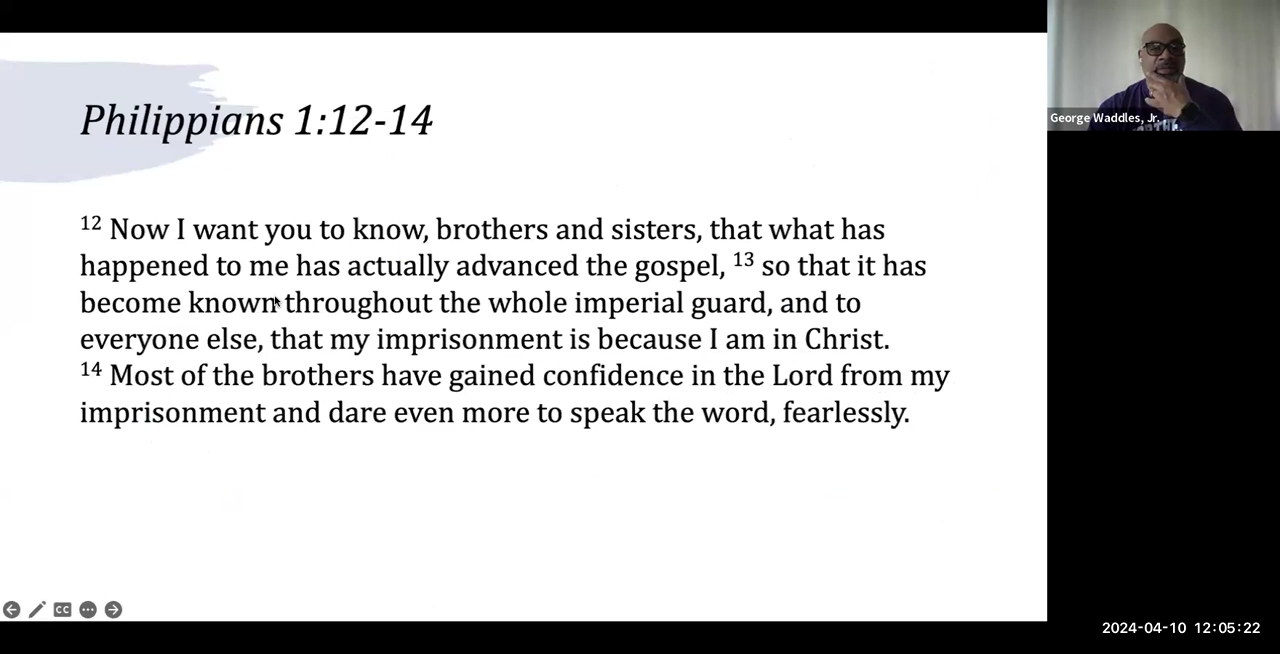 Philippians 1:12-14
12 Now I want you to know, brothers and sisters, that what has
happened to me has actually advanced the gospel, 13 so that it has
become known throughout the whole imperial guard, and to
everyone else, that my imprisonment is because I am in Christ.
14 Most of the brothers have gained confidence in the Lord from my
imprisonment and dare even more to speak the word, fearlessly.
George Waddles, Jr.
CC
2024-04-10 12:05:22